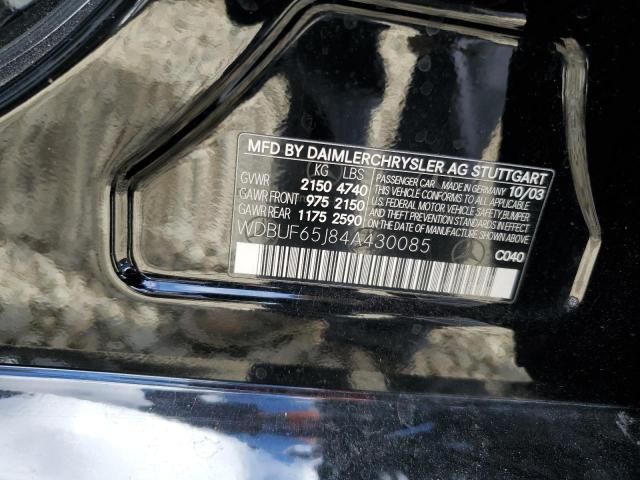 MFD BY DAIMLERCHRYSLER AG STUTTGART
KG LBS
GVWR 2150 4740
GAWR FRONT 975 2150
GAWR REAR 1175 2590
PASSENGER CAR MADE IN GERMANY 10/03
THIS VEHICLE CONFORMS TO ALL APPLICABLE
U.S. FEDERAL MOTOR VEHICLE SAFETY, BUMPER
AND THEFT PREVENTION STANDARDS IN EFFECT
ON THE DATE OF MANUFACTURE SHOWN ABOVE.
WDBUF65J84A430085
C040